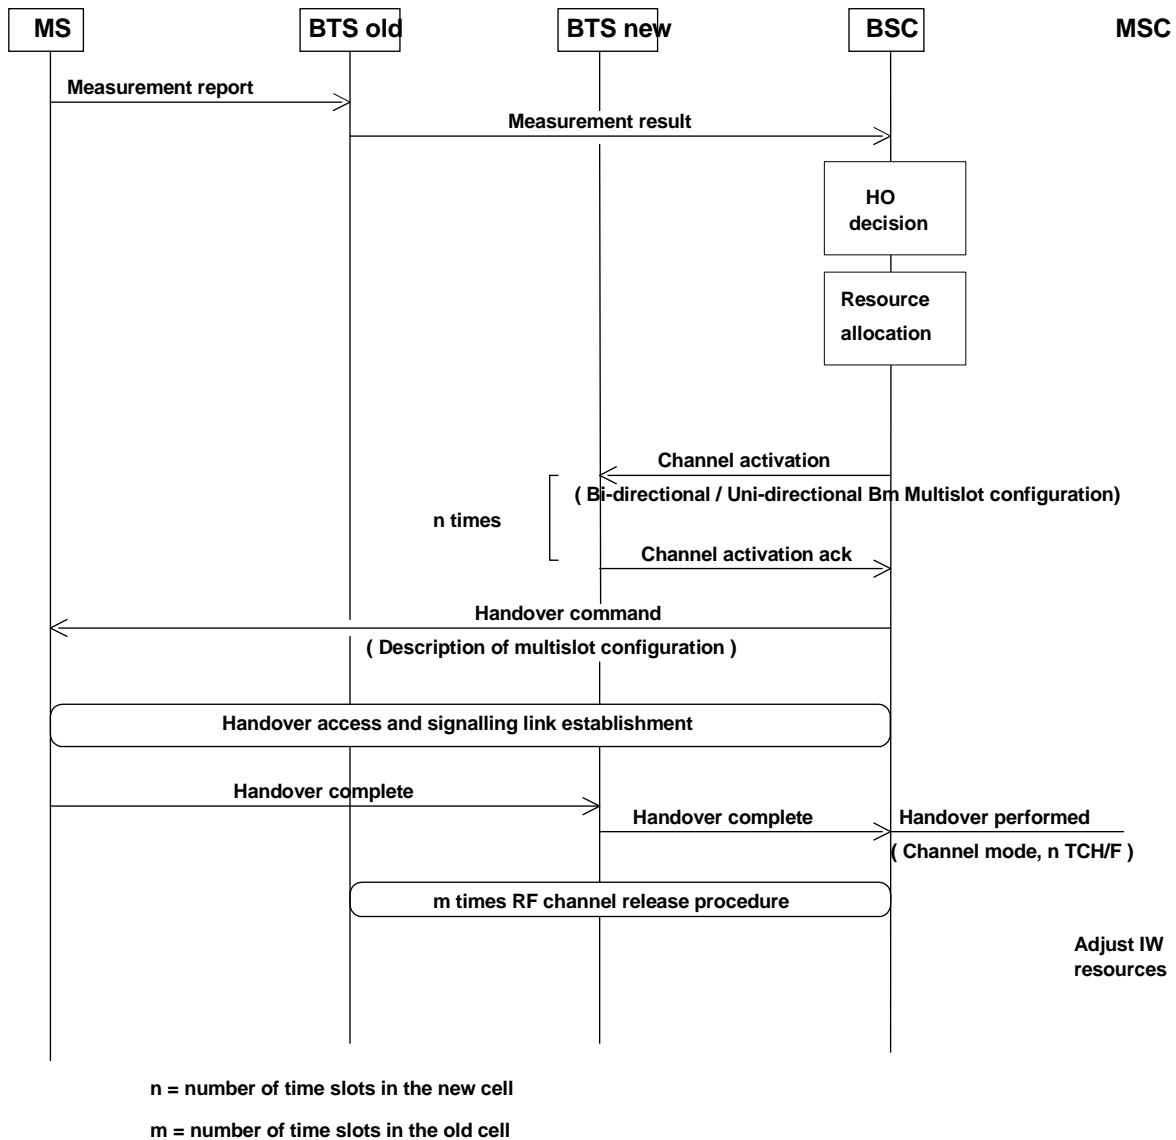 MS
BTS old
BTS new
BSC
MSC
Measurement report
Measurement result
HO
decision
Resource
allocation
Channel activation
( Bi-directional / Uni-directional Bm Multislot configuration)
n times
Channel activation ack
Handover command
( Description of multislot configuration )
Handover access and signalling link establishment
Handover complete
Handover complete
Handover performed
( Channel mode, n TCH/F )
m times RF channel release procedure
Adjust IW
resources
n = number of time slots in the new cell
m = number of time slots in the old cell